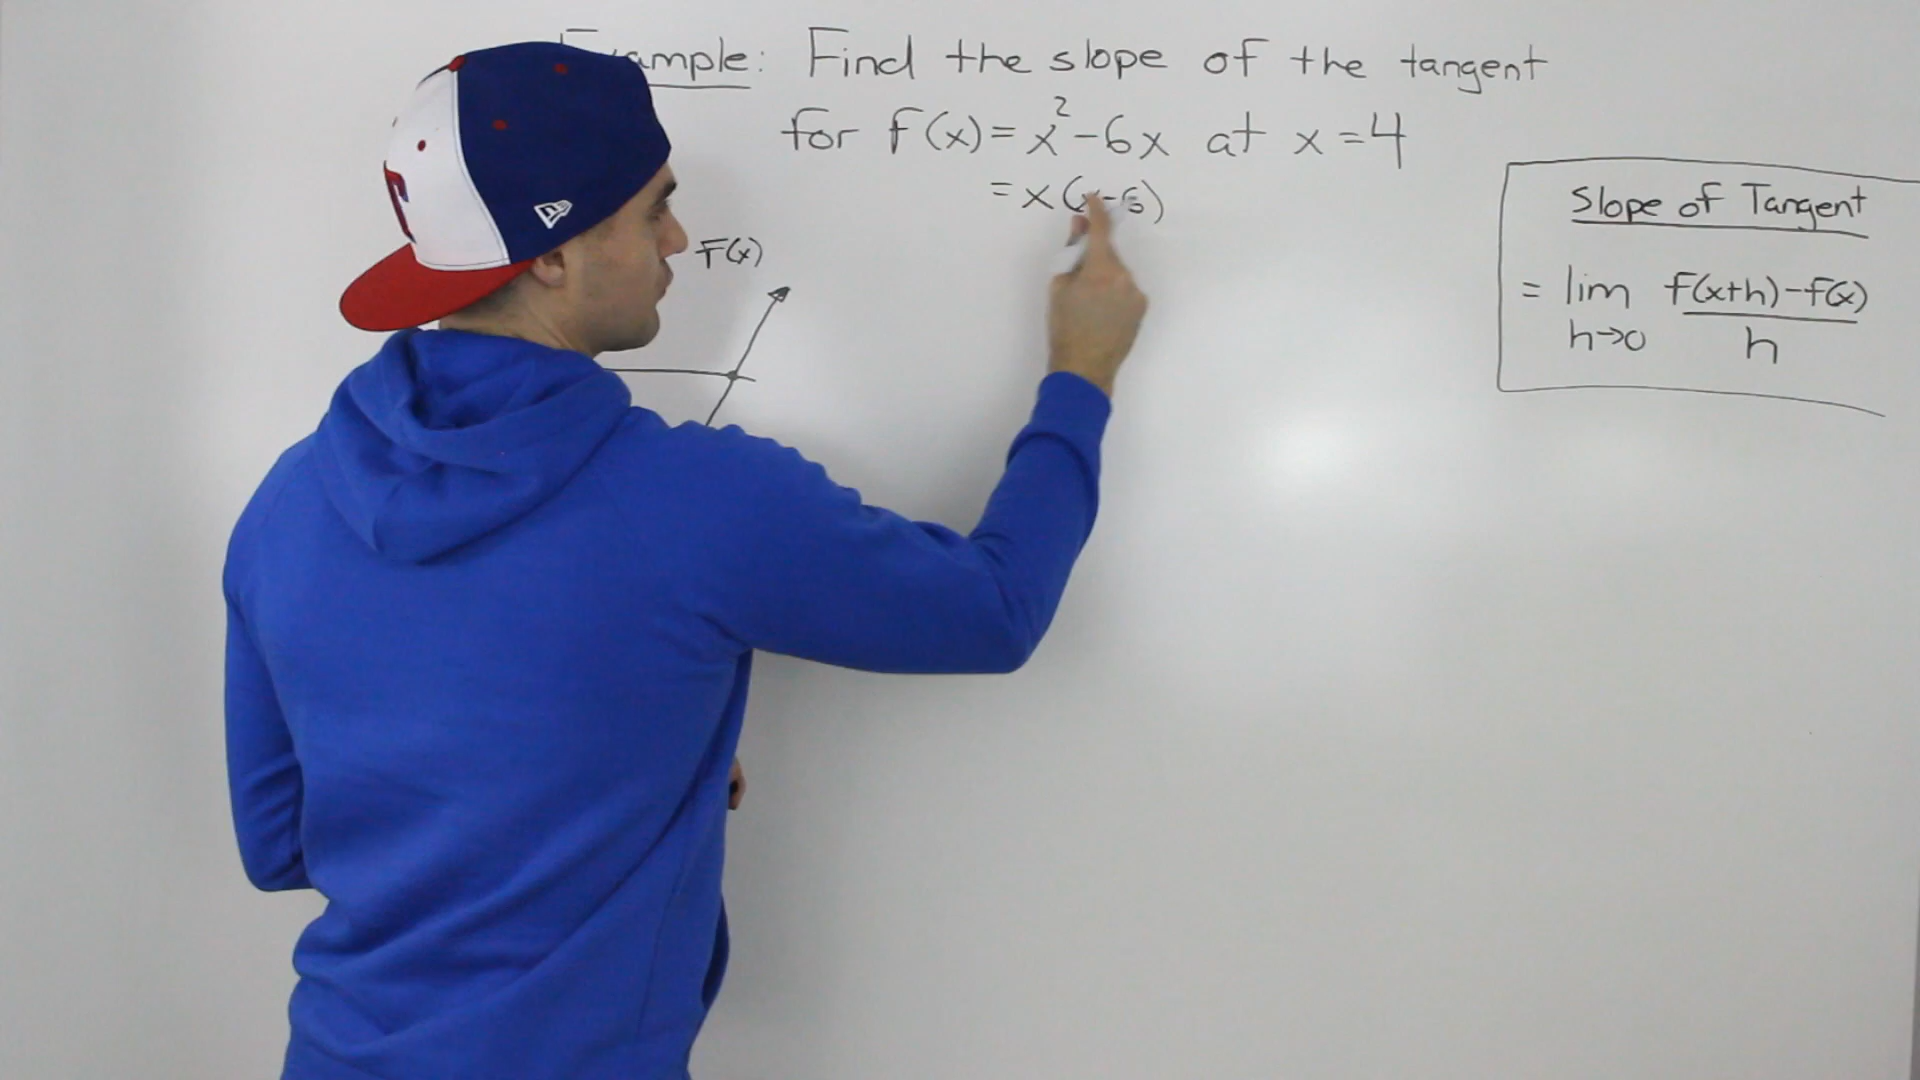 Example: Find the slope of the tangent
for f(x) = x² - 6x at x = 4
= x(x-6)
F(x)
Slope of Tangent
= lim f(x+h)-f(x)
h→0 h